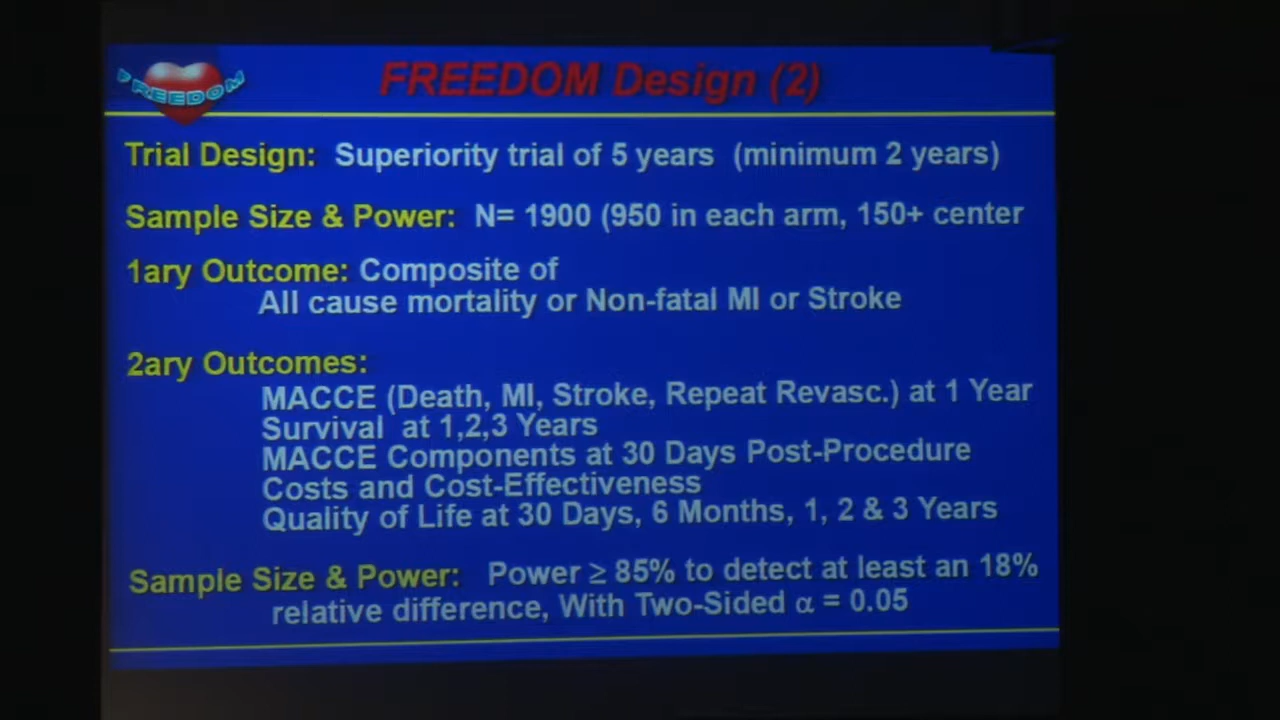 FREEDOM
FREEDOM Design (2)
Trial Design: Superiority trial of 5 years (minimum 2 years)
Sample Size & Power: N= 1900 (950 in each arm, 150+ center
1ary Outcome: Composite of
All cause mortality or Non-fatal MI or Stroke
2ary Outcomes:
MACCE (Death, MI, Stroke, Repeat Revasc.) at 1 Year
Survival at 1,2,3 Years
MACCE Components at 30 Days Post-Procedure
Costs and Cost-Effectiveness
Quality of Life at 30 Days, 6 Months, 1, 2 & 3 Years
Sample Size & Power: Power ≥ 85% to detect at least an 18%
relative difference, With Two-Sided α = 0.05